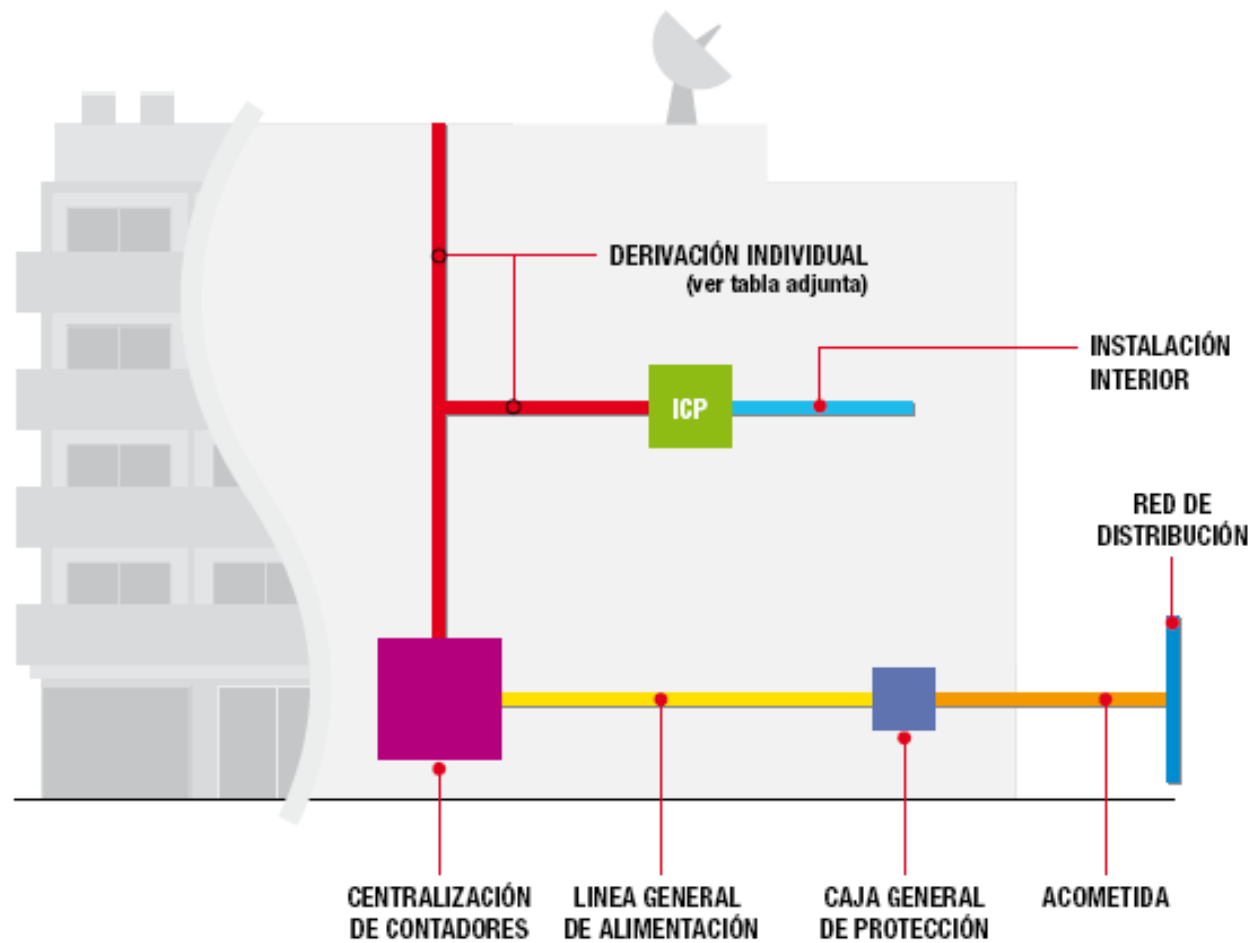 DERIVACIÓN INDIVIDUAL
(ver tabla adjunta)
INSTALACIÓN
INTERIOR
ICP
RED DE
DISTRIBUCIÓN
CENTRALIZACIÓN
DE CONTADORES
LINEA GENERAL
DE ALIMENTACIÓN
CAJA GENERAL
DE PROTECCIÓN
ACOMETIDA